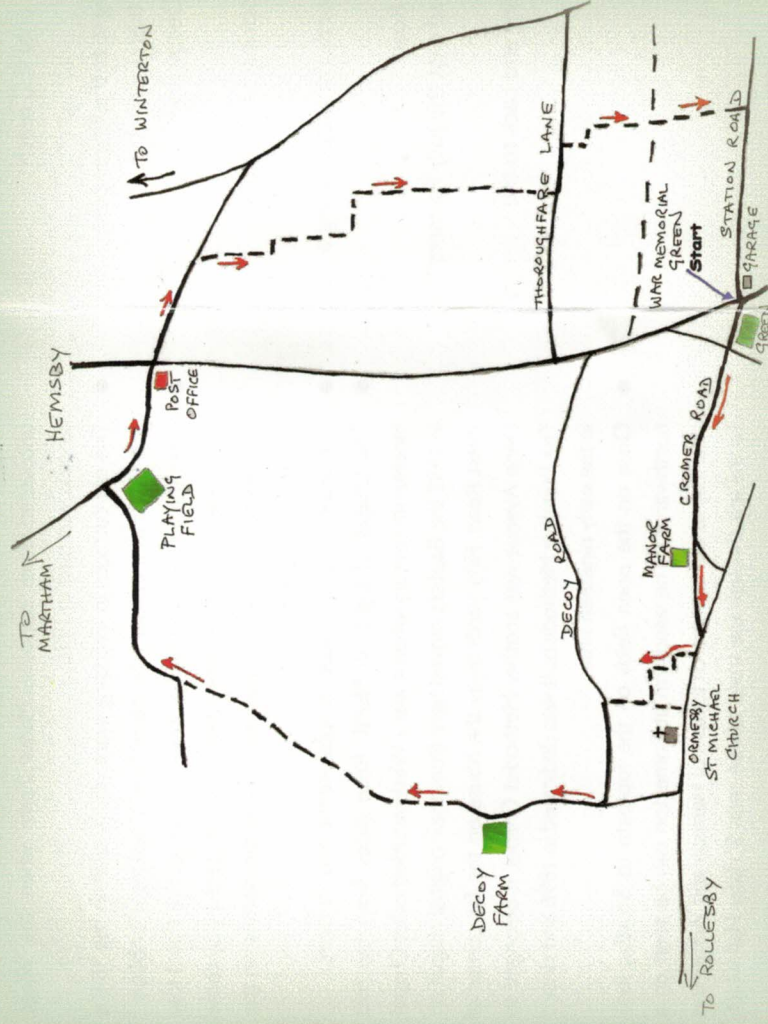 TO WINTERTON
THOROUGHFARE LANE
STATION ROAD
WAR MEMORIAL
GREEN
Start
GARAGE
GREEN
HEMSBY
POST
OFFICE
CROMER ROAD
PLAYING
FIELD
DECOY ROAD
MANOR
FARM
TO
MARTHAM
ORMESBY
ST MICHAEL
CHURCH
DECOY
FARM
TO ROLLESBY